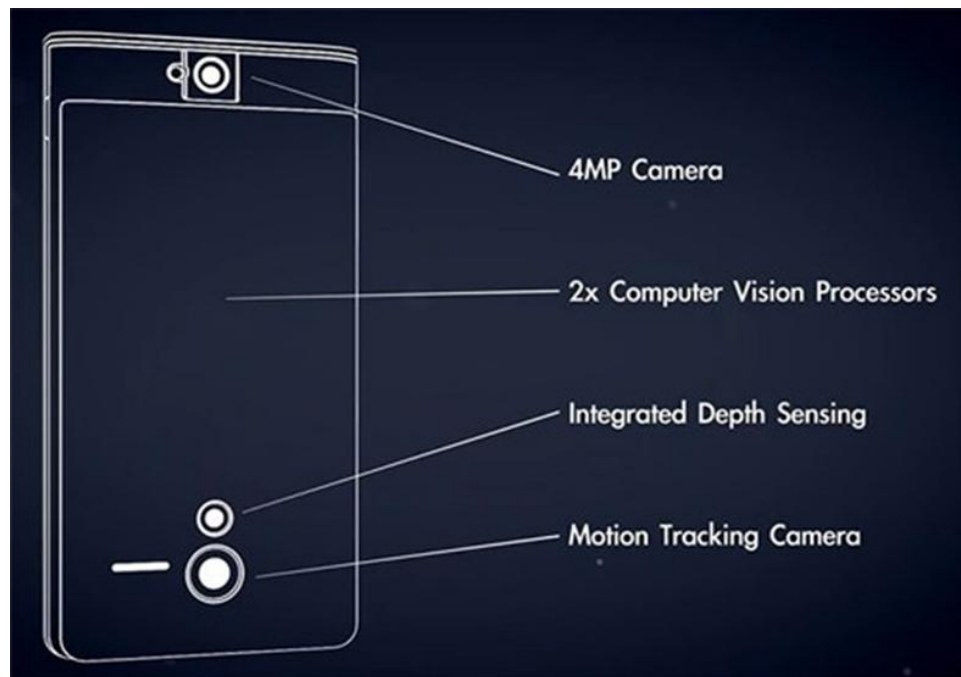 4MP Camera
2x Computer Vision Processors
Integrated Depth Sensing
Motion Tracking Camera